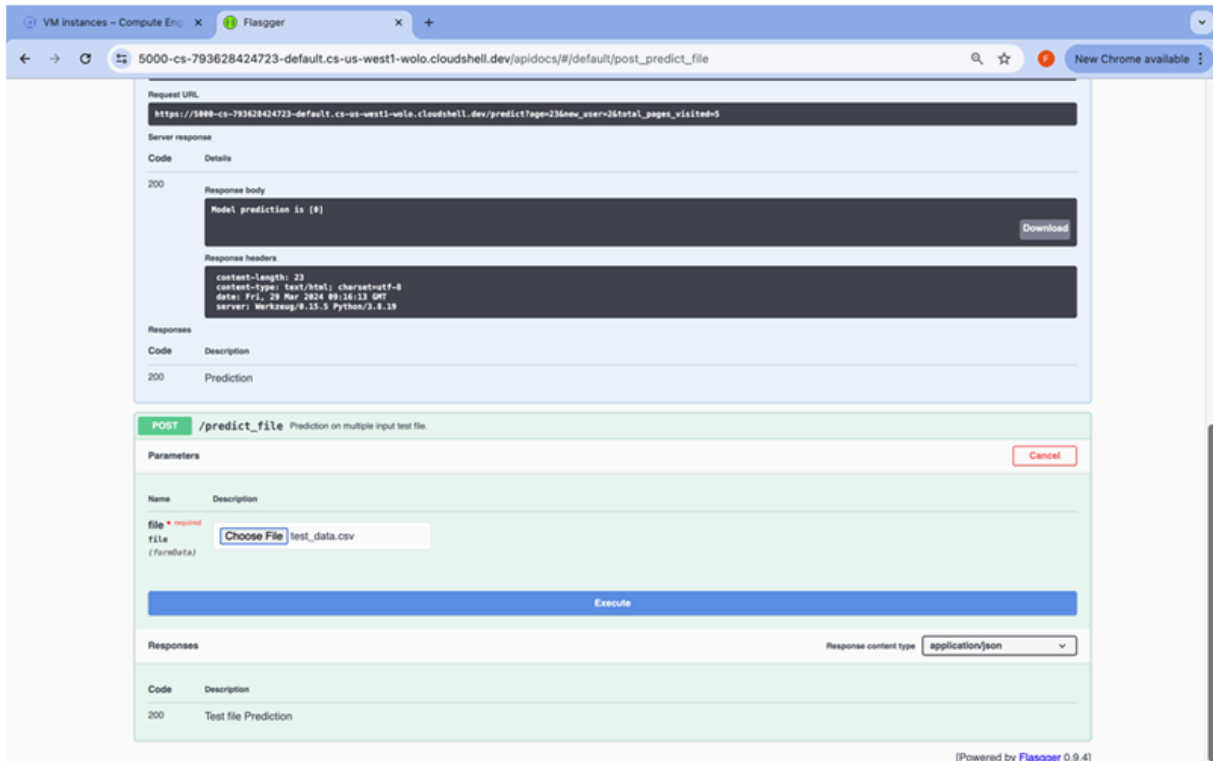 VM instances – Compute Eng
Flasgger
5000-cs-793628424723-default.cs-us-west1-wolo.cloudshell.dev/apidocs/#/default/post_predict_file
F
New Chrome available
Request URL
https://5000-cs-793628424723-default.cs-us-west1-wolo.cloudshell.dev/predict?age=23&new_user=2&total_pages_visited=5
Server response
Code Details
200
Response body
Model prediction is [0]
Download
Response headers
content-length: 23
content-type: text/html; charset=utf-8
date: Fri, 29 Mar 2024 09:16:13 GMT
server: Werkzeug/0.15.5 Python/3.8.19
Responses
Code Description
200 Prediction
POST /predict_file Prediction on multiple input test file.
Parameters Cancel
Name Description
file * required
file
(formData)
Choose File test_data.csv
Execute
Responses Response content type application/json
Code Description
200 Test file Prediction
[Powered by Flasgger 0.9.4]